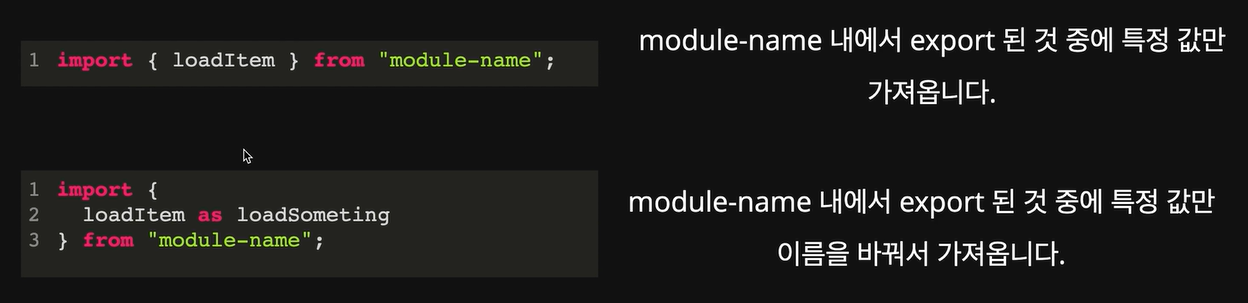 1 import { loadItem } from "module-name";
module-name 내에서 export 된 것 중에 특정 값만
가져옵니다.
1 import {
2   loadItem as loadSometing
3 } from "module-name";
module-name 내에서 export 된 것 중에 특정 값만
이름을 바꿔서 가져옵니다.